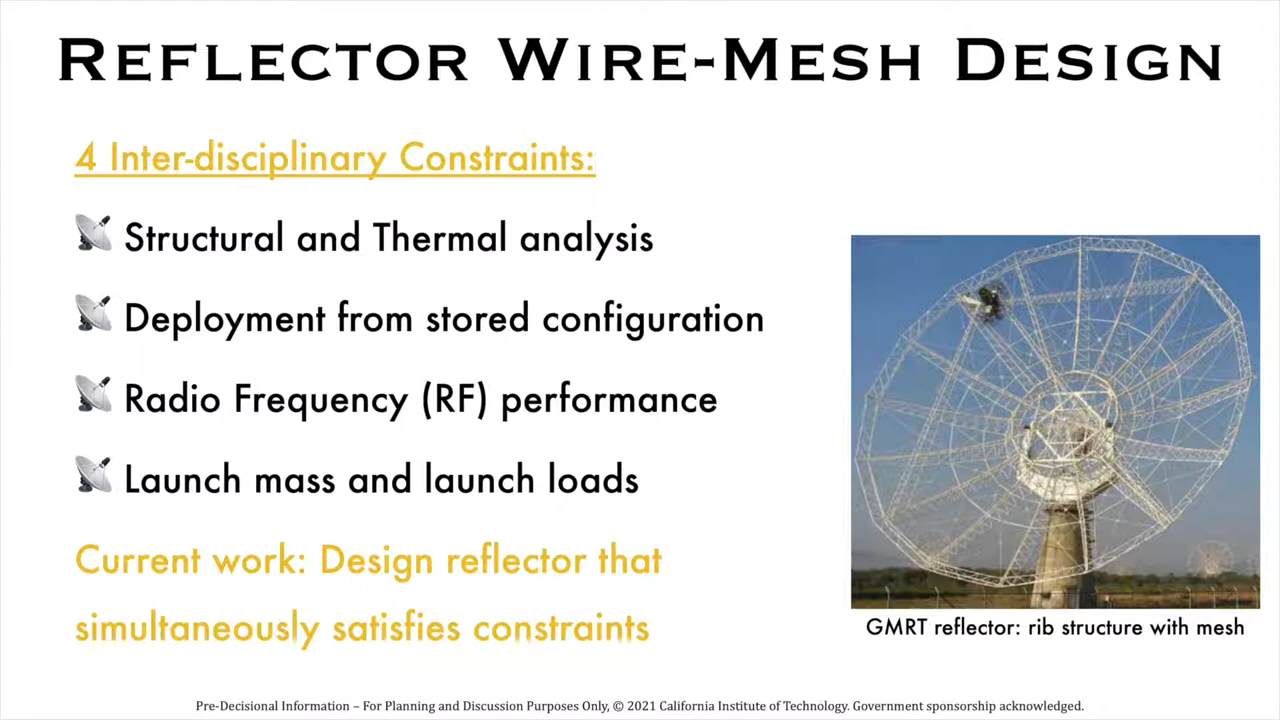 REFLECTOR WIRE-MESH DESIGN
4 Inter-disciplinary Constraints:
Structural and Thermal analysis
Deployment from stored configuration
Radio Frequency (RF) performance
Launch mass and launch loads
Current work: Design reflector that
simultaneously satisfies constraints
GMRT reflector: rib structure with mesh
Pre-Decisional Information – For Planning and Discussion Purposes Only, © 2021 California Institute of Technology. Government sponsorship acknowledged.